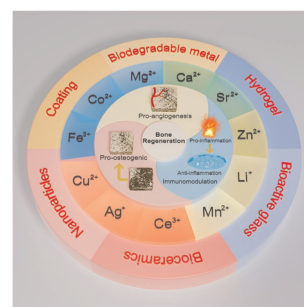 Biodegradable metal
Hydrogel
Bioactive glass
Bioceramics
Nanoparticles
Coating
Mg²⁺
Ca²⁺
Sr²⁺
Zn²⁺
Li⁺
Mn²⁺
Ce³⁺
Ag⁺
Cu²⁺
Fe³⁺
Co²⁺
Pro-angiogenesis
Bone
Regeneration
Pro-inflammation
Anti-inflammation
Immunomodulation
Pro-osteogenic